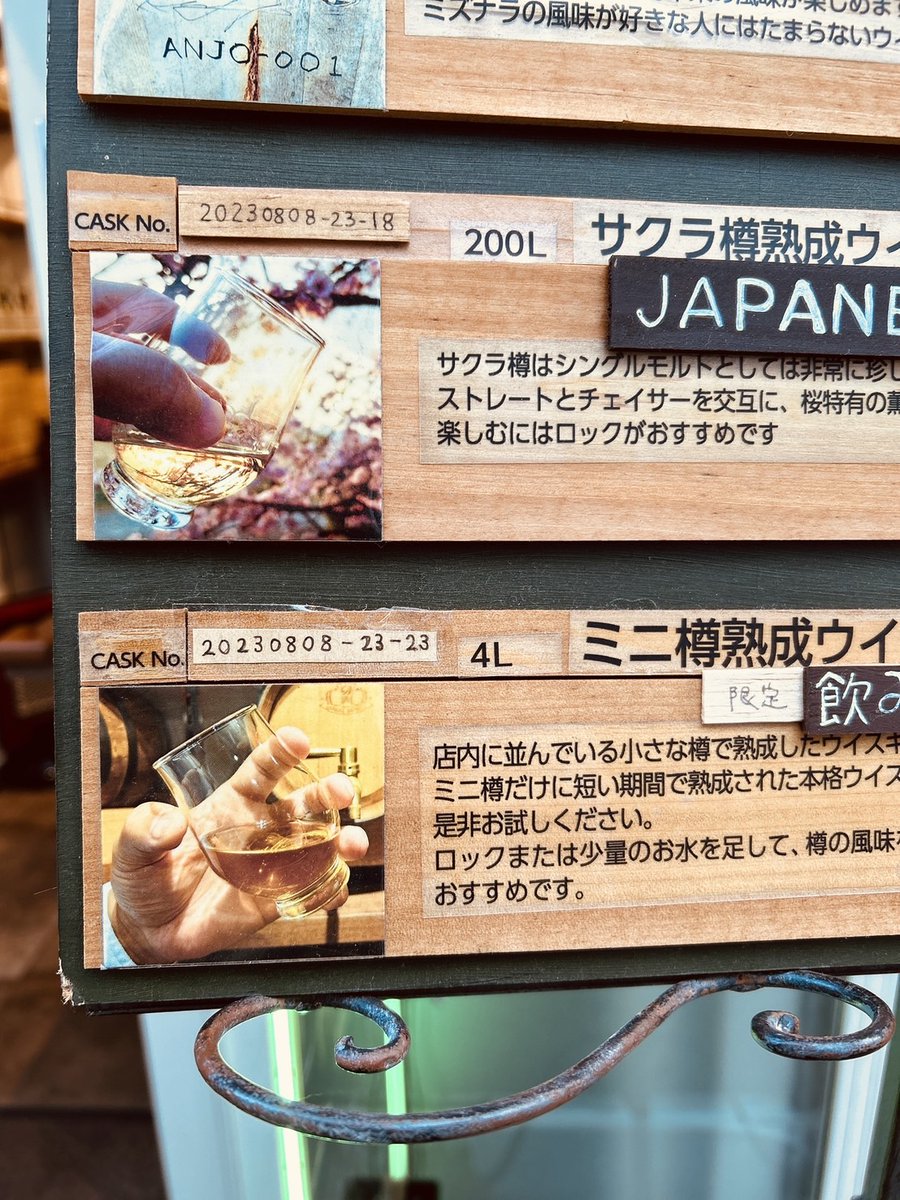 の風味が楽しめます
ミズナラの風味が好きな人にはたまらないウ
ANJO-001
CASK No.
20230808-23-18
200L
サクラ樽熟成ウイ
JAPANE
サクラ樽はシングルモルトとしては非常に珍し
ストレートとチェイサーを交互に、桜特有の薫
楽しむにはロックがおすすめです
CASK No.
20230808-23-23
4L
ミニ樽熟成ウイ
限定
飲み
店内に並んでいる小さな樽で熟成したウイスキ
ミニ樽だけに短い期間で熟成された本格ウイス
是非お試しください。
ロックまたは少量のお水を足して、樽の風味を
おすすめです。